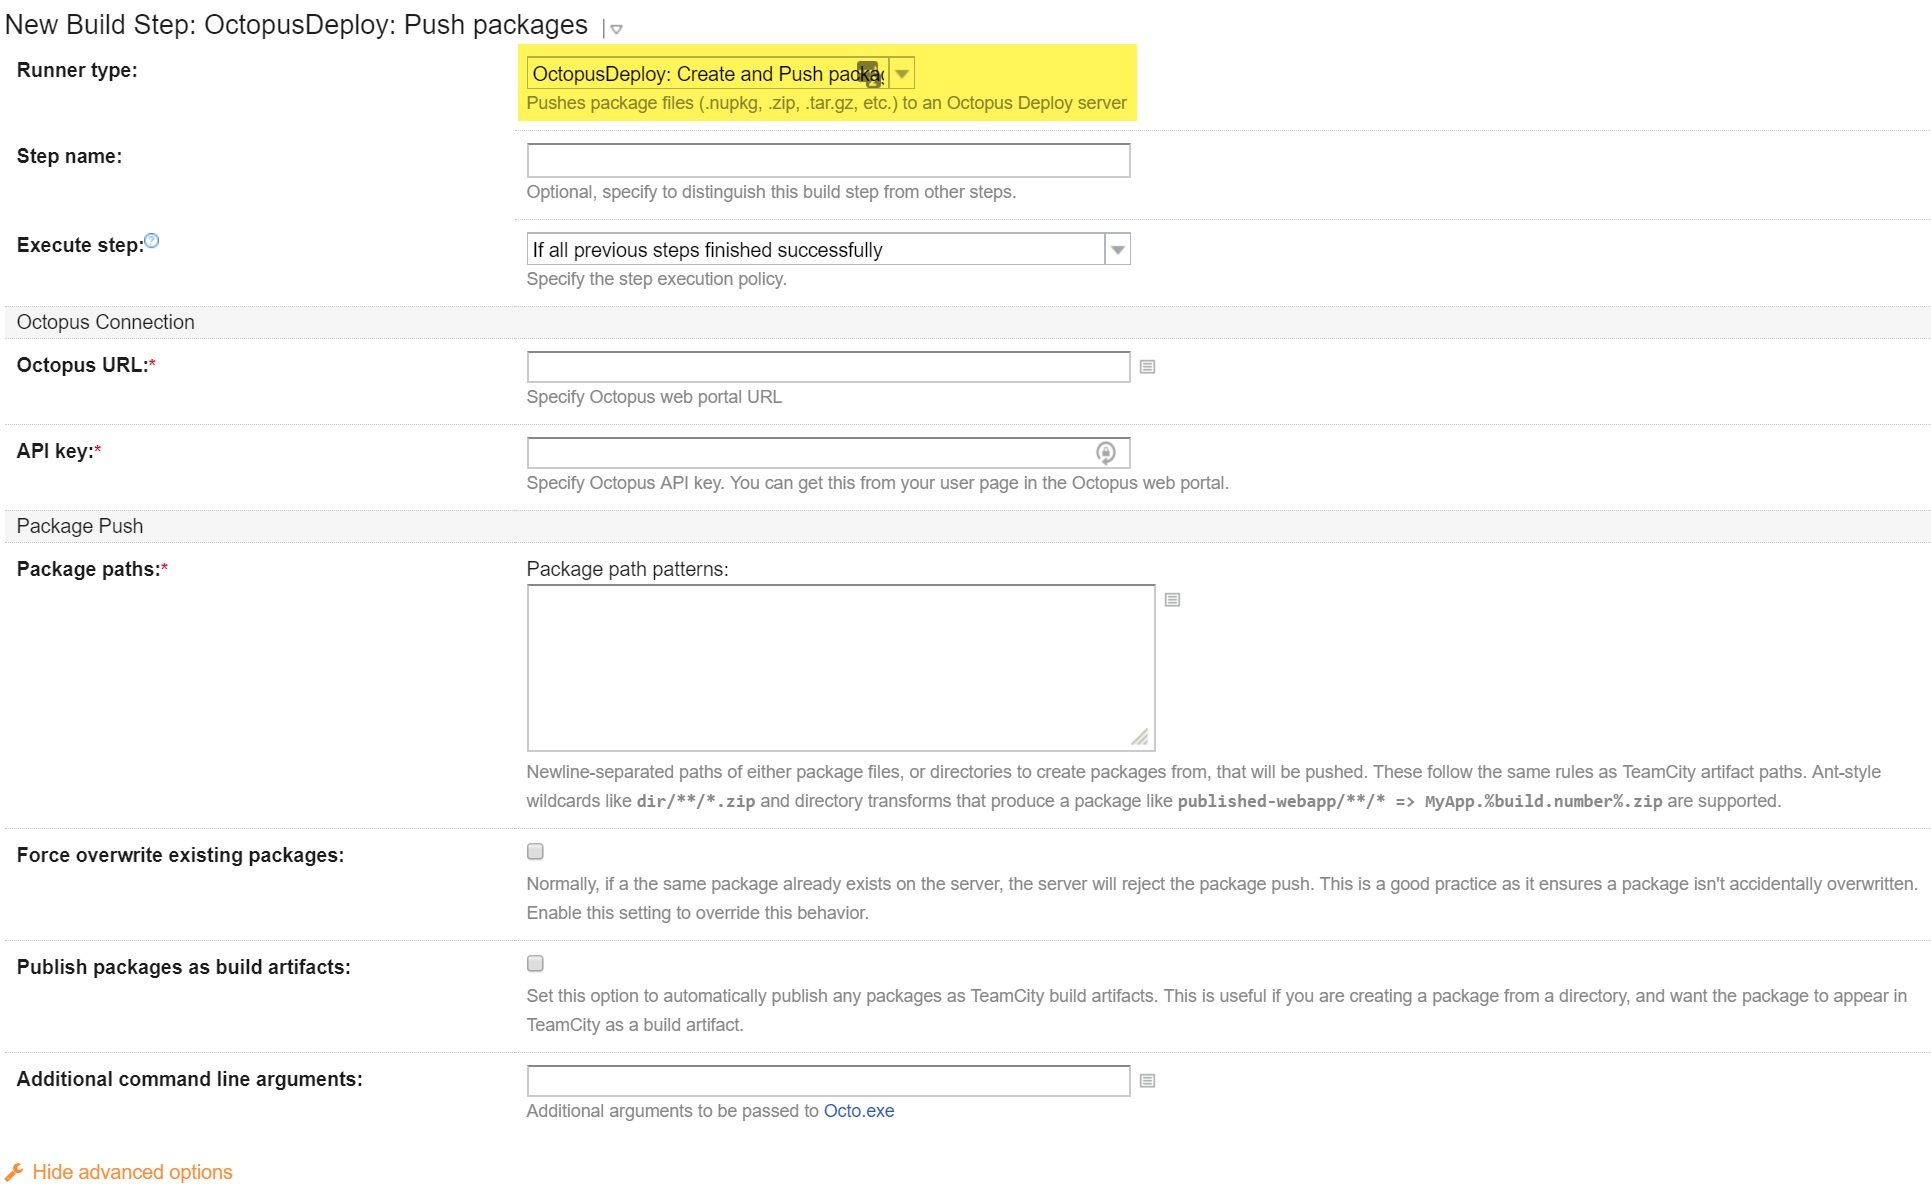 New Build Step: OctopusDeploy: Push packages
Runner type:
OctopusDeploy: Create and Push
Pushes package files (.nupkg, .zip, .tar.gz, etc.) to an Octopus Deploy server
Step name:
Optional, specify to distinguish this build step from other steps.
Execute step:
If all previous steps finished successfully
Specify the step execution policy.
Octopus Connection
Octopus URL:*
Specify Octopus web portal URL
API key:*
Specify Octopus API key. You can get this from your user page in the Octopus web portal.
Package Push
Package paths:*
Package path patterns:
Newline-separated paths of either package files, or directories to create packages from, that will be pushed. These follow the same rules as TeamCity artifact paths. Ant-style
wildcards like dir/**/*.zip and directory transforms that produce a package like published-webapp/**/* => MyApp.%build.number%.zip are supported.
Force overwrite existing packages:
Normally, if a the same package already exists on the server, the server will reject the package push. This is a good practice as it ensures a package isn't accidentally overwritten.
Enable this setting to override this behavior.
Publish packages as build artifacts:
Set this option to automatically publish any packages as TeamCity build artifacts. This is useful if you are creating a package from a directory, and want the package to appear in
TeamCity as a build artifact.
Additional command line arguments:
Additional arguments to be passed to Octo.exe
Hide advanced options